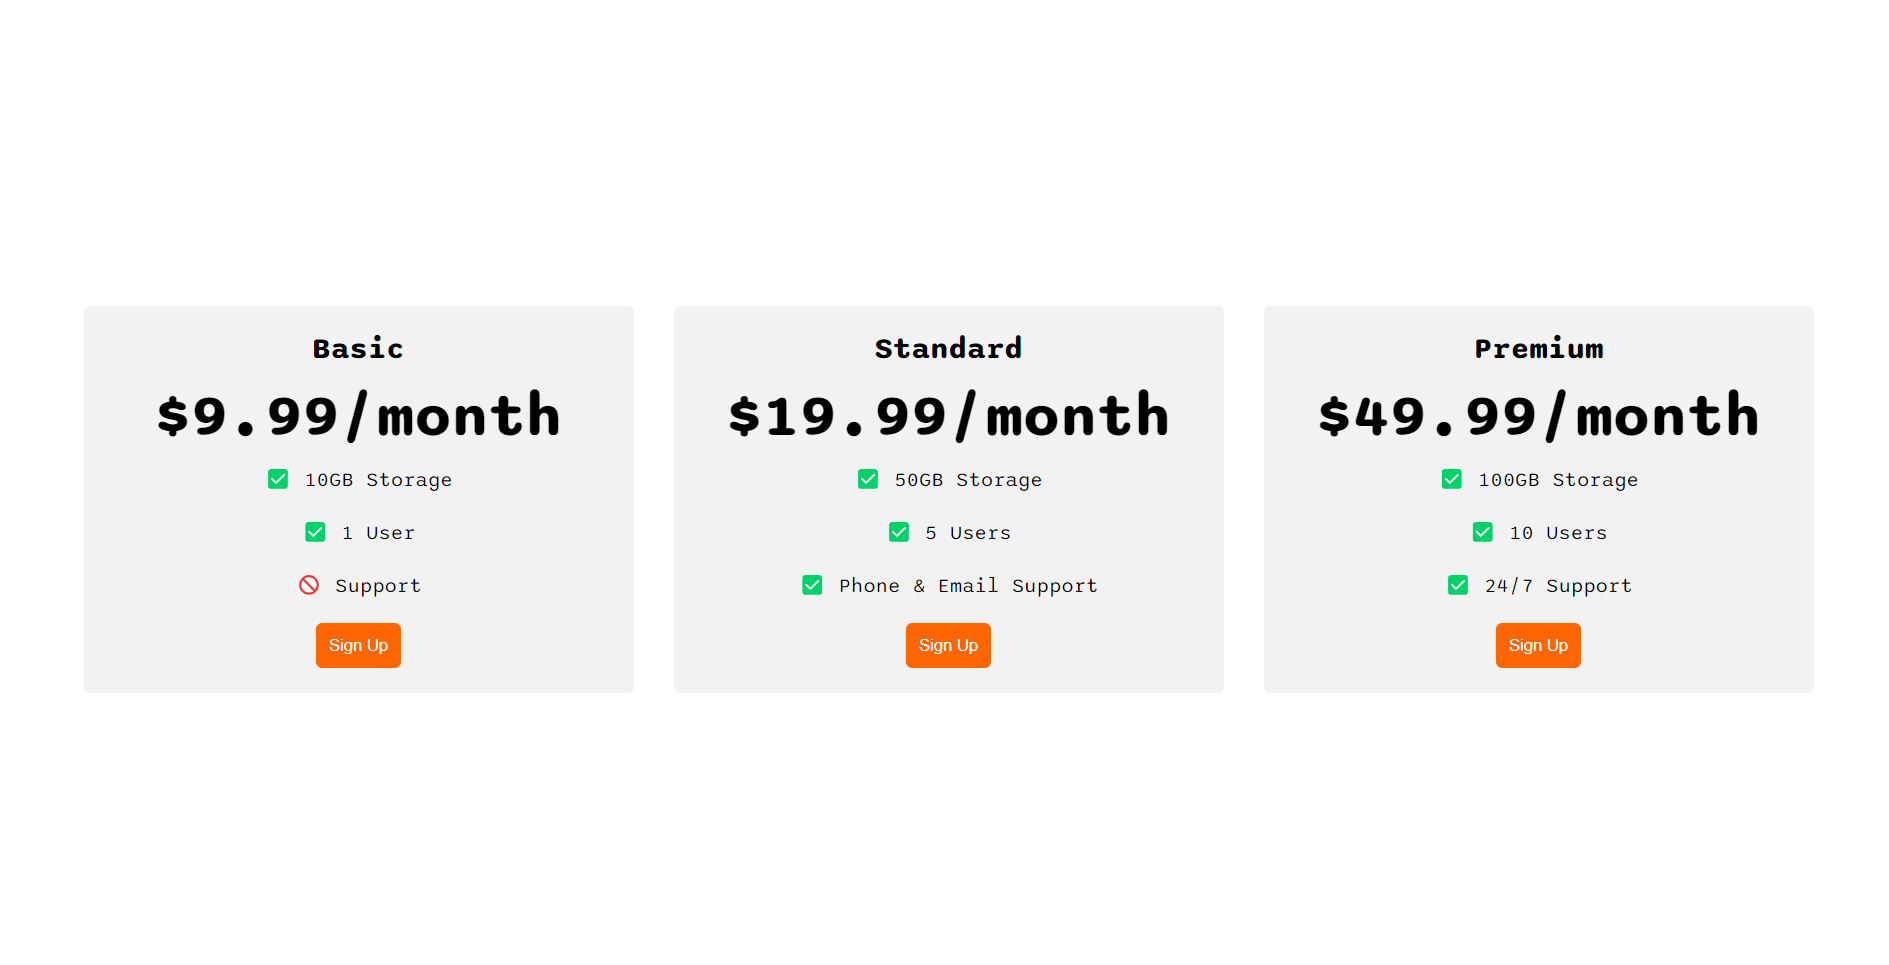 Basic
$9.99/month
10GB Storage
1 User
Support
Sign Up
Standard
$19.99/month
50GB Storage
5 Users
Phone & Email Support
Sign Up
Premium
$49.99/month
100GB Storage
10 Users
24/7 Support
Sign Up